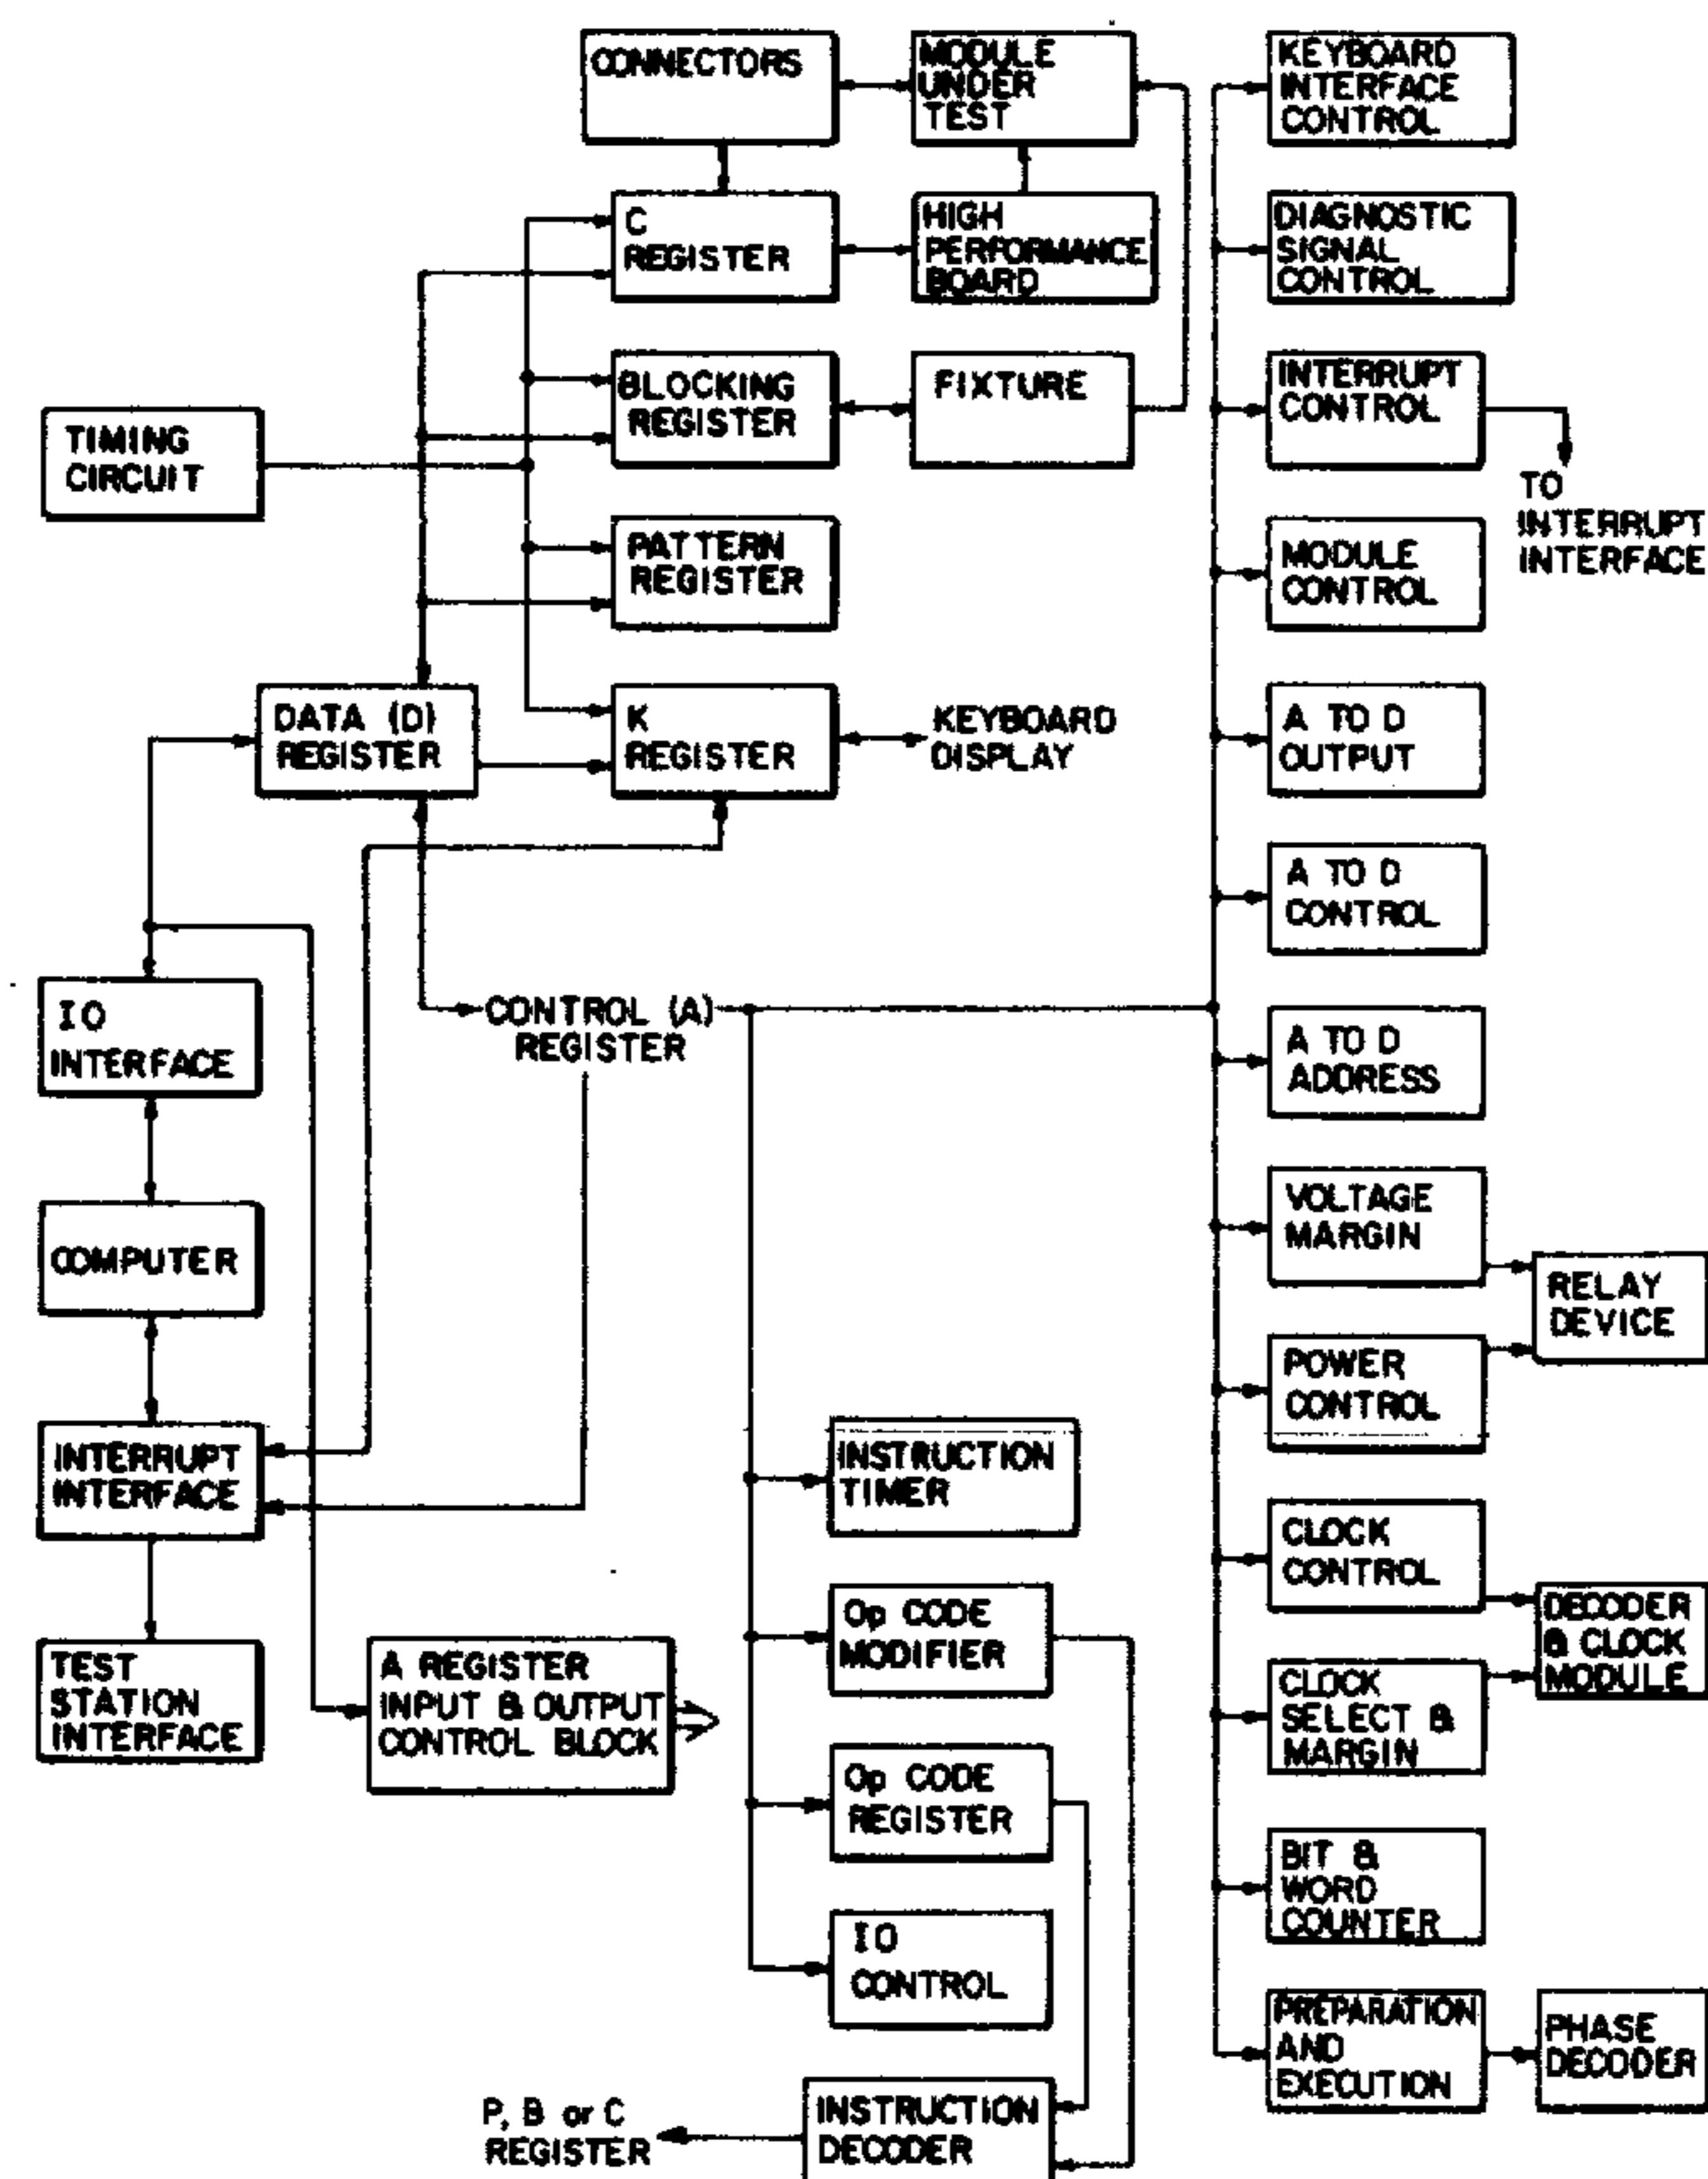 CONNECTORS
MODULE
UNDER
TEST
KEYBOARD
INTERFACE
CONTROL
C
REGISTER
HIGH
PERFORMANCE
BOARD
DIAGNOSTIC
SIGNAL
CONTROL
TIMING
CIRCUIT
BLOCKING
REGISTER
FIXTURE
INTERRUPT
CONTROL
TO
INTERRUPT
INTERFACE
PATTERN
REGISTER
MODULE
CONTROL
DATA (D)
REGISTER
K
REGISTER
KEYBOARD
DISPLAY
A TO D
OUTPUT
A TO D
CONTROL
IO
INTERFACE
CONTROL (A)
REGISTER
A TO D
ADDRESS
COMPUTER
VOLTAGE
MARGIN
RELAY
DEVICE
POWER
CONTROL
INTERRUPT
INTERFACE
INSTRUCTION
TIMER
CLOCK
CONTROL
DECODER
& CLOCK
MODULE
TEST
STATION
INTERFACE
A REGISTER
INPUT & OUTPUT
CONTROL BLOCK
Op CODE
MODIFIER
CLOCK
SELECT &
MARGIN
Op CODE
REGISTER
BIT &
WORD
COUNTER
IO
CONTROL
PREPARATION
AND
EXECUTION
PHASE
DECODER
P, B or C
REGISTER
INSTRUCTION
DECODER